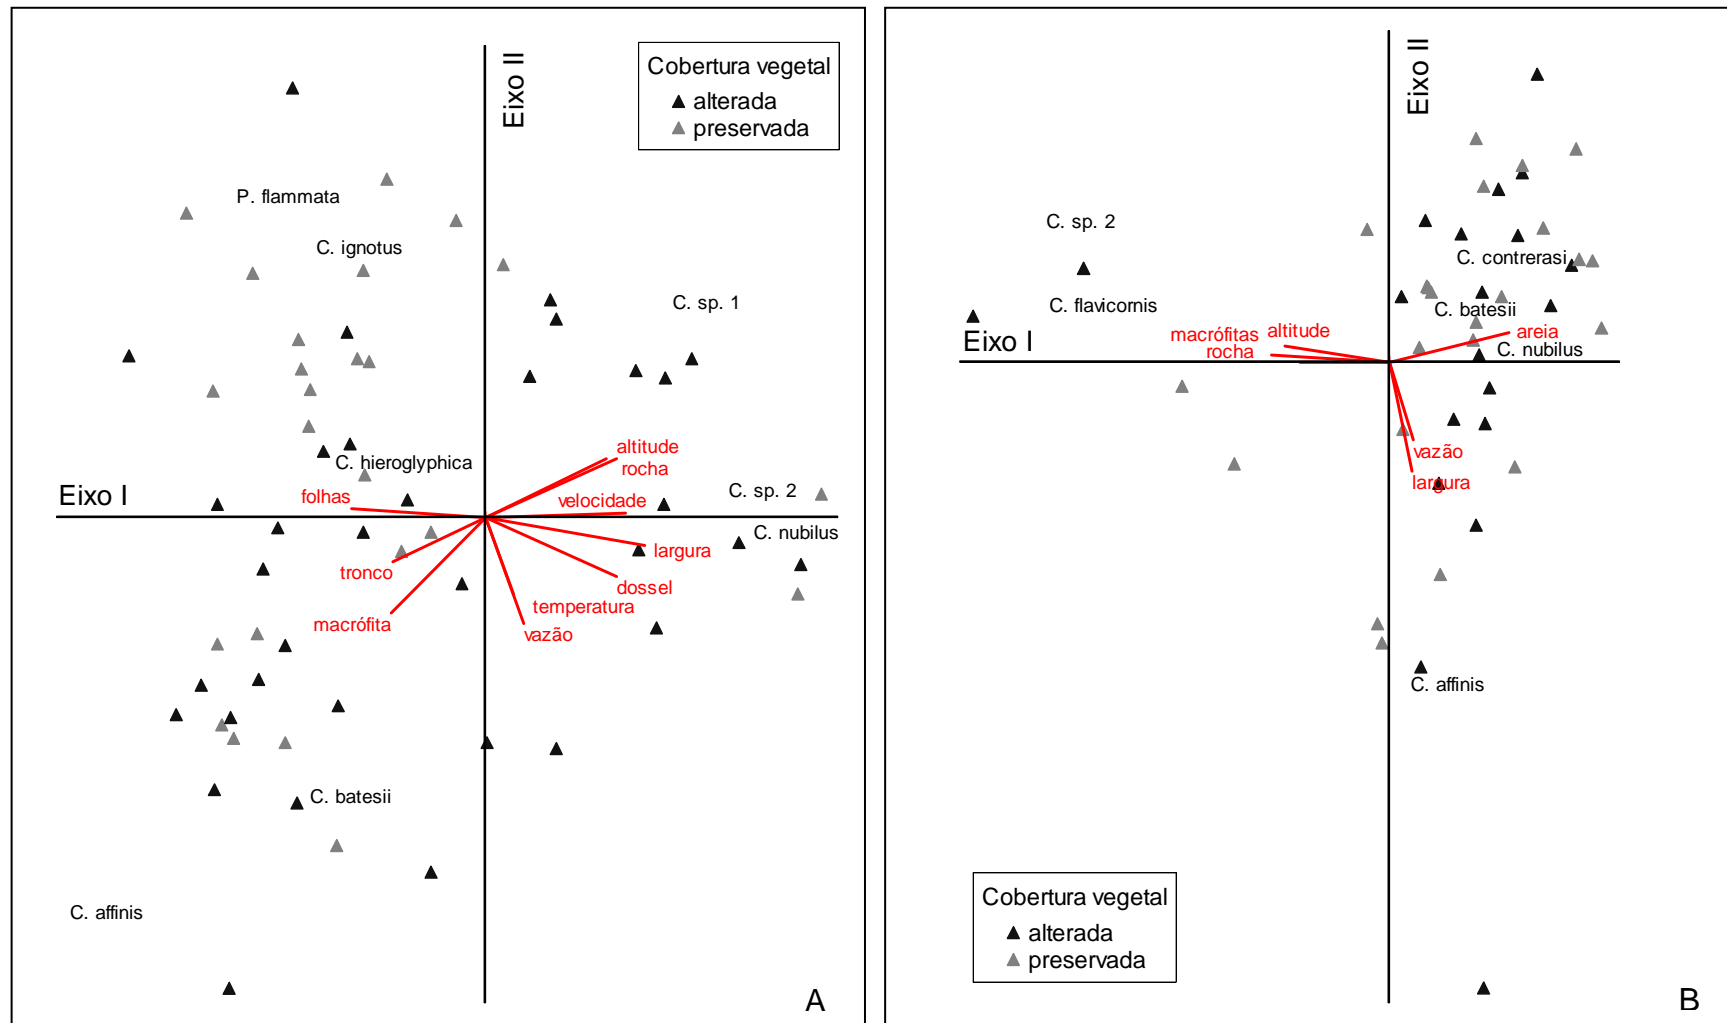 Eixo II
Cobertura vegetal
alterada
preservada
P. flammata
C. ignotus
C. sp. 1
altitude
C. hieroglyphica
rocha
folhas
Eixo I
velocidade
C. sp. 2
C. nubilus
largura
tronco
dossel
temperatura
macrófita
vazão
C. batesii
C. affinis
A
Eixo II
C. sp. 2
C. contrerasi
C. flavicornis
C. batesii
macrófitas
altitude
areia
Eixo I
rocha
C. nubilus
vazão
largura
C. affinis
Cobertura vegetal
alterada
preservada
B